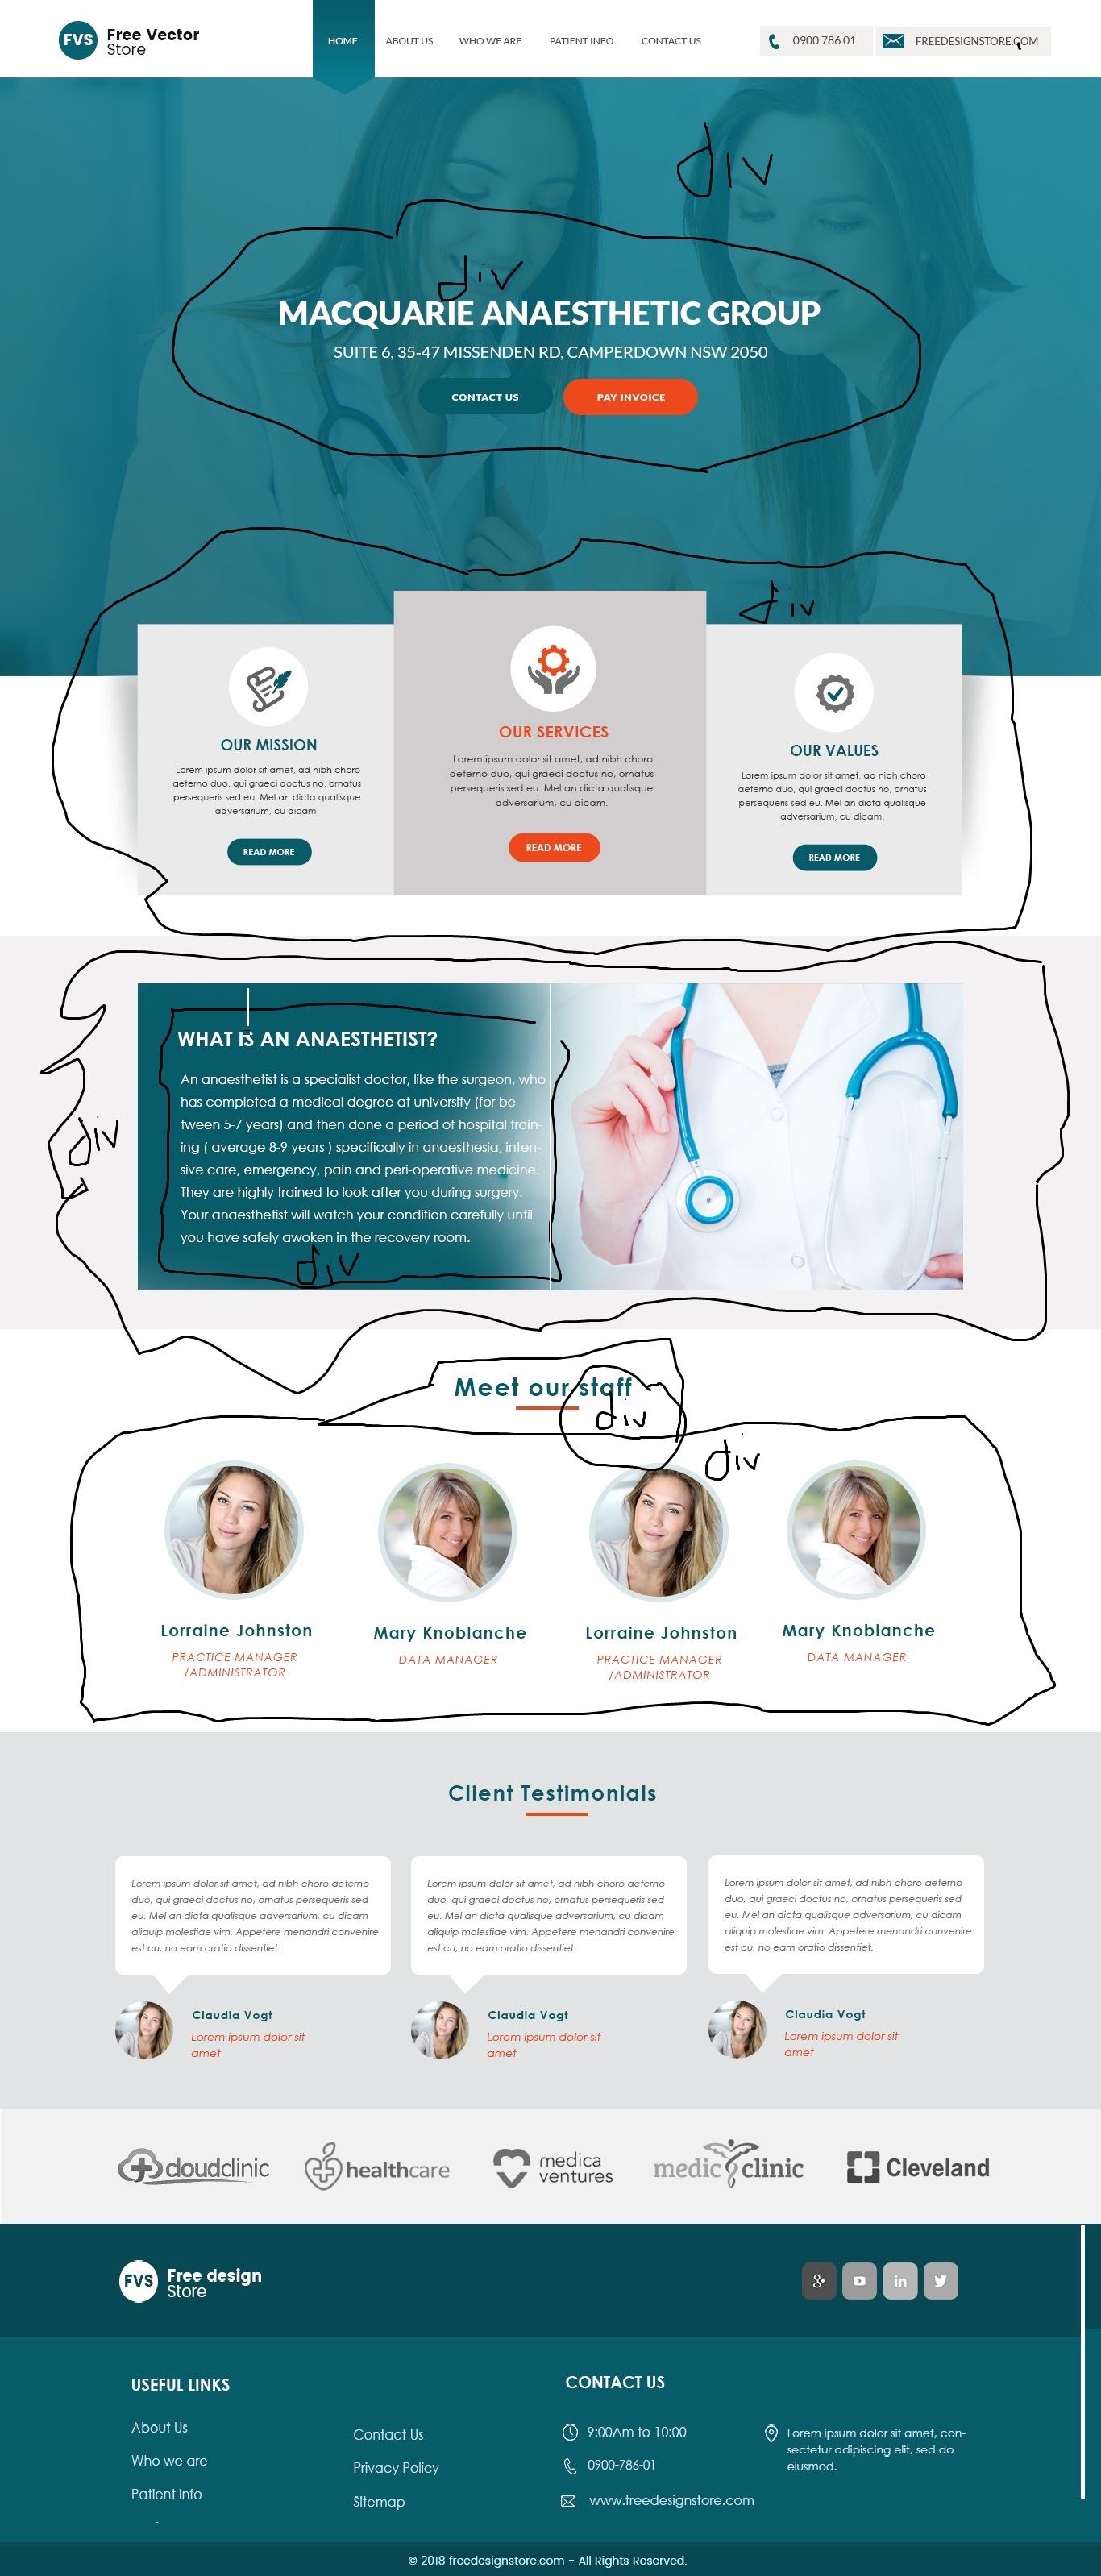 FVS Free Vector
Store
HOME ABOUT US WHO WE ARE PATIENT INFO CONTACT US
0900 786 01
FREEDESIGNSTORE.COM
div
div
MACQUARIE ANAESTHETIC GROUP
SUITE 6, 35-47 MISSENDEN RD, CAMPERDOWN NSW 2050
CONTACT US
PAY INVOICE
div
OUR MISSION
Lorem ipsum dolor sit amet, ad nibh choro
aeterno duo, qui graeci doctus no, ornatus
persequeris sed eu. Mel an dicta qualisque
adversarium, cu dicam.
READ MORE
OUR SERVICES
Lorem ipsum dolor sit amet, ad nibh choro
aeterno duo, qui graeci doctus no, ornatus
persequeris sed eu. Mel an dicta qualisque
adversarium, cu dicam.
READ MORE
OUR VALUES
Lorem ipsum dolor sit amet, ad nibh choro
aeterno duo, qui graeci doctus no, ornatus
persequeris sed eu. Mel an dicta qualisque
adversarium, cu dicam.
READ MORE
div
WHAT IS AN ANAESTHETIST?
An anaesthetist is a specialist doctor, like the surgeon, who
has completed a medical degree at university (for be-
tween 5-7 years) and then done a period of hospital train-
ing ( average 8-9 years ) specifically in anaesthesia, inten-
sive care, emergency, pain and peri-operative medicine.
They are highly trained to look after you during surgery.
Your anaesthetist will watch your condition carefully until
you have safely awoken in the recovery room.
div
Meet our staff
div
div
Lorraine Johnston
PRACTICE MANAGER
/ADMINISTRATOR
Mary Knoblanche
DATA MANAGER
Lorraine Johnston
PRACTICE MANAGER
/ADMINISTRATOR
Mary Knoblanche
DATA MANAGER
Client Testimonials
Lorem ipsum dolor sit amet, ad nibh choro aeterno
duo, qui graeci doctus no, ornatus persequeris sed
eu. Mel an dicta qualisque adversarium, cu dicam
aliquip molestiae vim. Appetere menandri convenire
est cu, no eam oratio dissentiet.
Claudia Vogt
Lorem ipsum dolor sit
amet
Lorem ipsum dolor sit amet, ad nibh choro aeterno
duo, qui graeci doctus no, ornatus persequeris sed
eu. Mel an dicta qualisque adversarium, cu dicam
aliquip molestiae vim. Appetere menandri convenire
est cu, no eam oratio dissentiet.
Claudia Vogt
Lorem ipsum dolor sit
amet
Lorem ipsum dolor sit amet, ad nibh choro aeterno
duo, qui graeci doctus no, ornatus persequeris sed
eu. Mel an dicta qualisque adversarium, cu dicam
aliquip molestiae vim. Appetere menandri convenire
est cu, no eam oratio dissentiet.
Claudia Vogt
Lorem ipsum dolor sit
amet
cloudclinic
healthcare
medica
ventures
medic clinic
Cleveland
FVS Free design
Store
g+
in
USEFUL LINKS
About Us
Who we are
Patient info
Contact Us
Privacy Policy
Sitemap
CONTACT US
9:00Am to 10:00
0900-786-01
www.freedesignstore.com
Lorem ipsum dolor sit amet, con-
sectetur adipiscing elit, sed do
eiusmod.
© 2018 freedesignstore.com - All Rights Reserved.